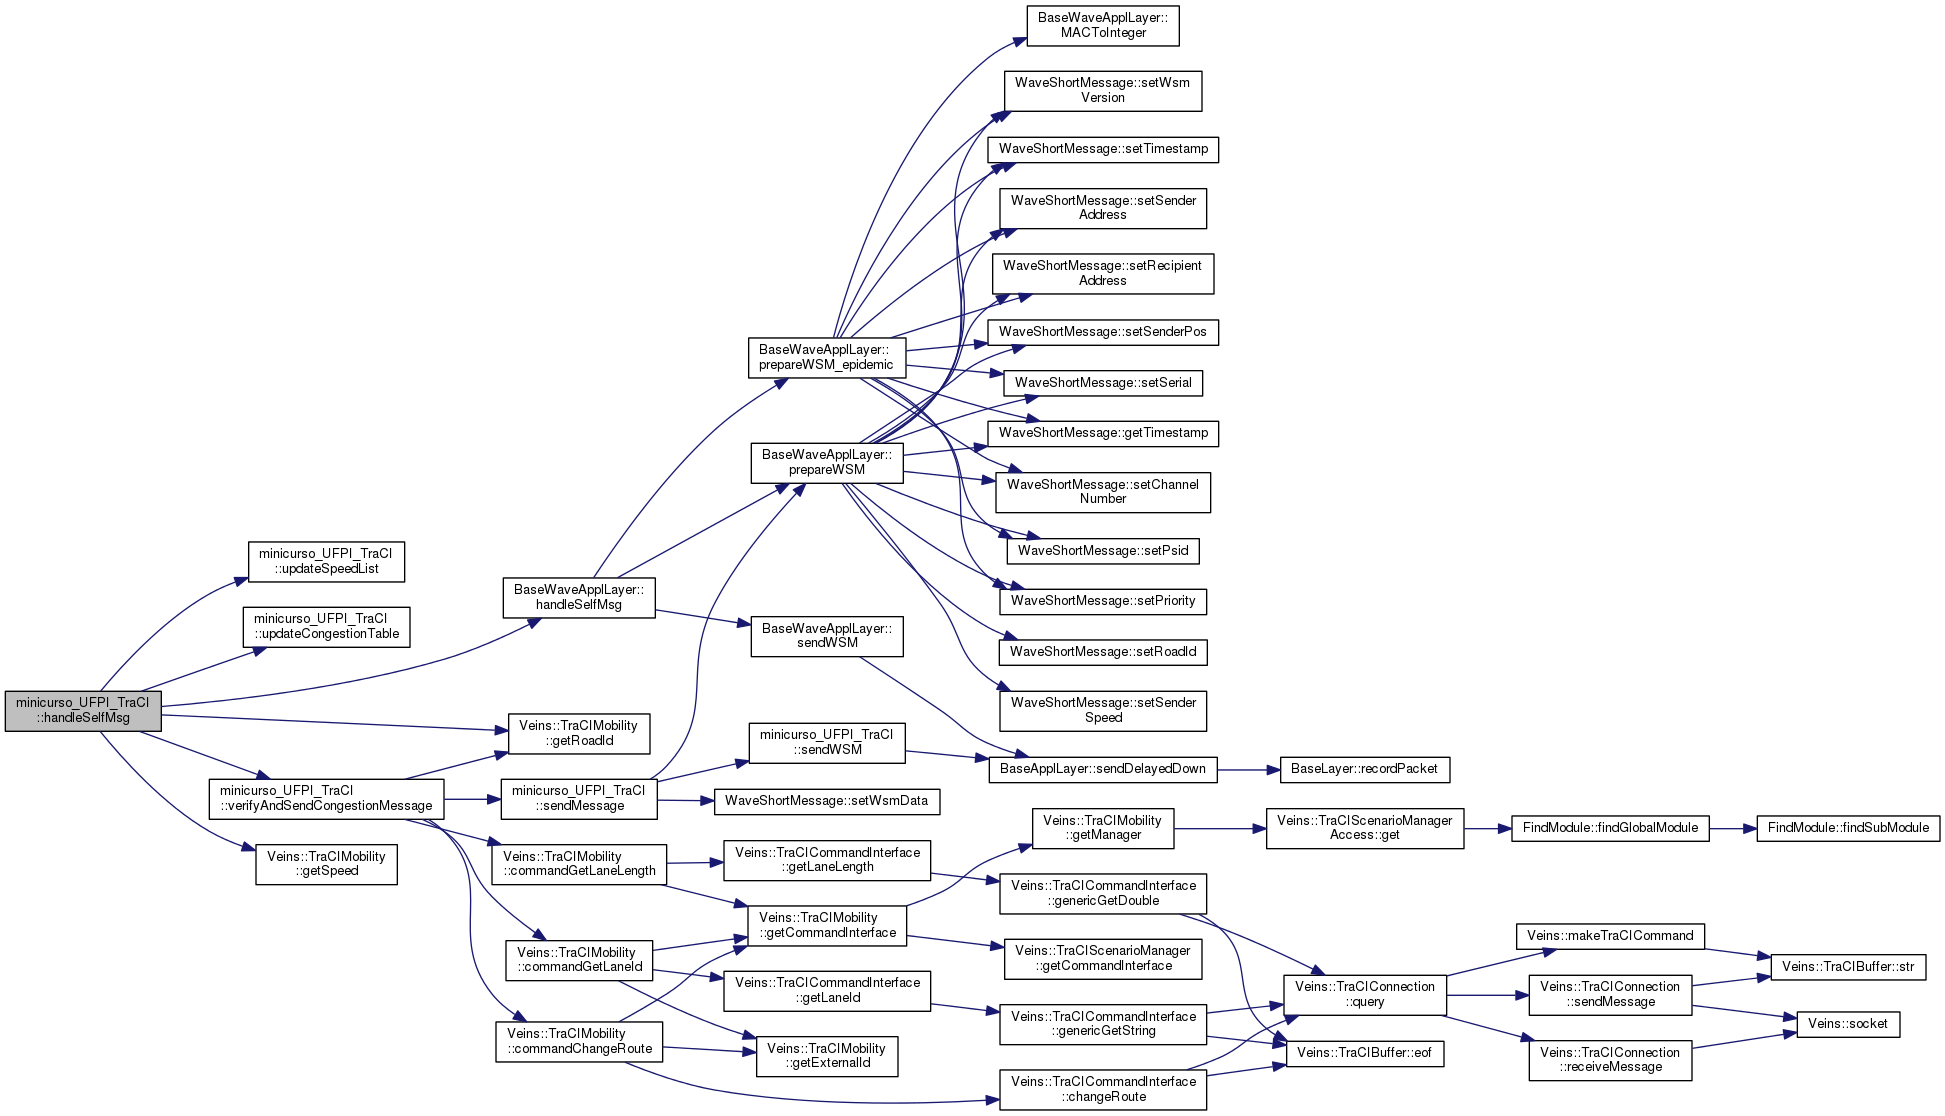 minicurso_UFPI_TraCI
::handleSelfMsg
minicurso_UFPI_TraCI
::updateSpeedList
minicurso_UFPI_TraCI
::updateCongestionTable
BaseWaveApplLayer::
handleSelfMsg
Veins::TraCIMobility
::getRoadId
minicurso_UFPI_TraCI
::verifyAndSendCongestionMessage
Veins::TraCIMobility
::getSpeed
BaseWaveApplLayer::
prepareWSM_epidemic
BaseWaveApplLayer::
prepareWSM
BaseWaveApplLayer::
sendWSM
minicurso_UFPI_TraCI
::sendMessage
minicurso_UFPI_TraCI
::sendWSM
WaveShortMessage::setWsmData
Veins::TraCIMobility
::commandGetLaneLength
Veins::TraCICommandInterface
::getLaneLength
Veins::TraCIMobility
::getCommandInterface
Veins::TraCIMobility
::commandGetLaneId
Veins::TraCICommandInterface
::getLaneId
Veins::TraCIMobility
::commandChangeRoute
Veins::TraCIMobility
::getExternalId
BaseWaveApplLayer::
MACToInteger
WaveShortMessage::setWsm
Version
WaveShortMessage::setTimestamp
WaveShortMessage::setSender
Address
WaveShortMessage::setRecipient
Address
WaveShortMessage::setSenderPos
WaveShortMessage::setSerial
WaveShortMessage::getTimestamp
WaveShortMessage::setChannel
Number
WaveShortMessage::setPsid
WaveShortMessage::setPriority
WaveShortMessage::setRoadId
WaveShortMessage::setSender
Speed
BaseApplLayer::sendDelayedDown
BaseLayer::recordPacket
Veins::TraCIMobility
::getManager
Veins::TraCIScenarioManager
Access::get
FindModule::findGlobalModule
FindModule::findSubModule
Veins::TraCICommandInterface
::genericGetDouble
Veins::TraCIScenarioManager
::getCommandInterface
Veins::TraCICommandInterface
::genericGetString
Veins::TraCICommandInterface
::changeRoute
Veins::TraCIConnection
::query
Veins::TraCIBuffer::eof
Veins::makeTraCICommand
Veins::TraCIConnection
::sendMessage
Veins::TraCIConnection
::receiveMessage
Veins::TraCIBuffer::str
Veins::socket